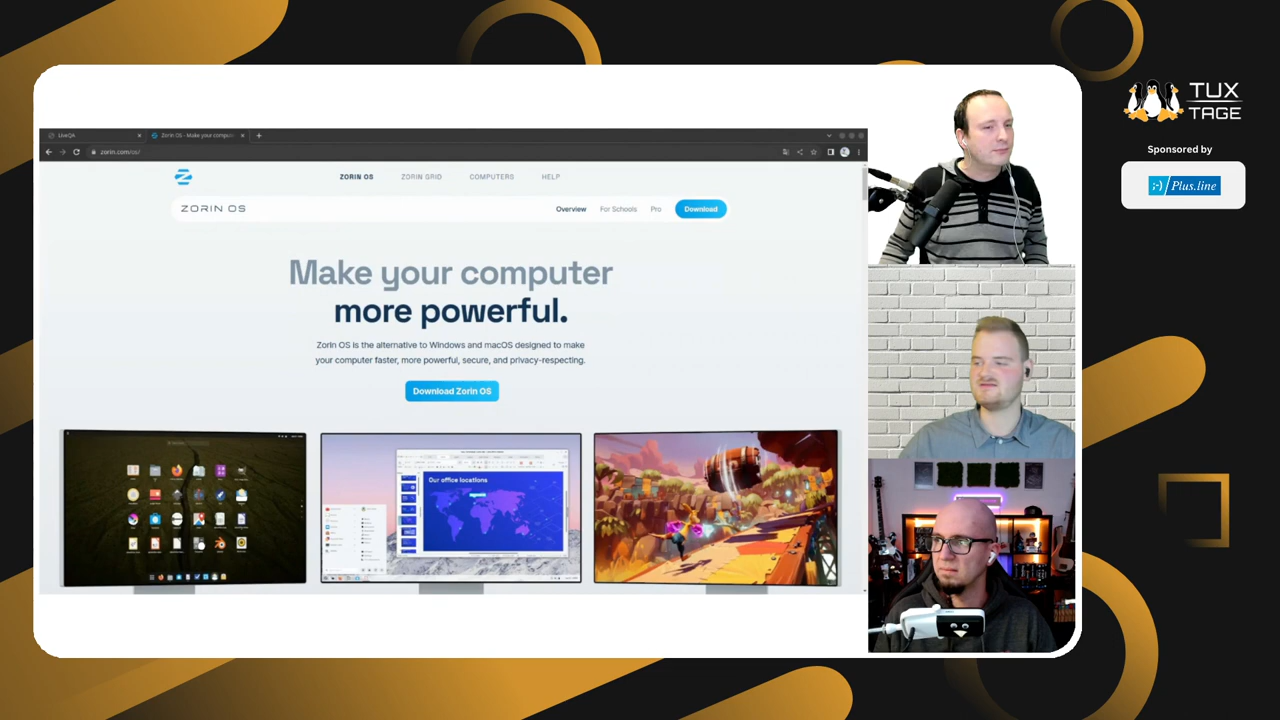 LiveQA
Zorin OS - Make your compu
zorin.com/os/
ZORIN OS
ZORIN GRID
COMPUTERS
HELP
ZORIN OS
Overview
For Schools
Pro
Download
Make your computer
more powerful.
Zorin OS is the alternative to Windows and macOS designed to make
your computer faster, more powerful, secure, and privacy-respecting.
Download Zorin OS
Our office locations
TUX
TAGE
Sponsored by
;-) Plus.line